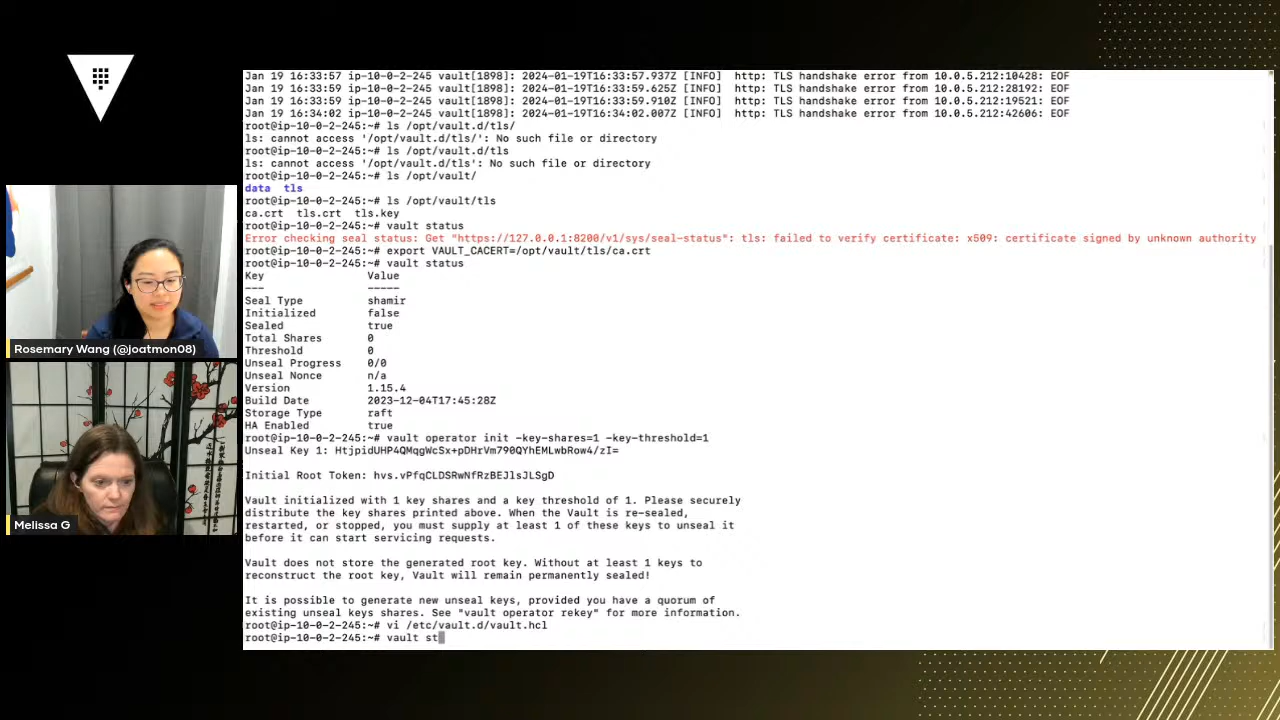 Jan 19 16:33:57 ip-10-0-2-245 vault[1898]: 2024-01-19T16:33:57.937Z [INFO]  http: TLS handshake error from 10.0.5.212:10428: EOF
Jan 19 16:33:59 ip-10-0-2-245 vault[1898]: 2024-01-19T16:33:59.625Z [INFO]  http: TLS handshake error from 10.0.5.212:28192: EOF
Jan 19 16:33:59 ip-10-0-2-245 vault[1898]: 2024-01-19T16:33:59.910Z [INFO]  http: TLS handshake error from 10.0.5.212:19521: EOF
Jan 19 16:34:02 ip-10-0-2-245 vault[1898]: 2024-01-19T16:34:02.007Z [INFO]  http: TLS handshake error from 10.0.5.212:42606: EOF
root@ip-10-0-2-245:~# ls /opt/vault.d/tls/
ls: cannot access '/opt/vault.d/tls/': No such file or directory
root@ip-10-0-2-245:~# ls /opt/vault.d/tls
ls: cannot access '/opt/vault.d/tls': No such file or directory
root@ip-10-0-2-245:~# ls /opt/vault/
data  tls
root@ip-10-0-2-245:~# ls /opt/vault/tls
ca.crt  tls.crt  tls.key
root@ip-10-0-2-245:~# vault status
Error checking seal status: Get "https://127.0.0.1:8200/v1/sys/seal-status": tls: failed to verify certificate: x509: certificate signed by unknown authority
root@ip-10-0-2-245:~# export VAULT_CACERT=/opt/vault/tls/ca.crt
root@ip-10-0-2-245:~# vault status
Key                Value
---                -----
Seal Type          shamir
Initialized        false
Sealed             true
Total Shares       0
Threshold          0
Unseal Progress    0/0
Unseal Nonce       n/a
Version            1.15.4
Build Date         2023-12-04T17:45:28Z
Storage Type       raft
HA Enabled         true
root@ip-10-0-2-245:~# vault operator init -key-shares=1 -key-threshold=1
Unseal Key 1: HtjpidUHP4QMqgWcSx+pDHrVm790QYhEMLwbRow4/zI=
Initial Root Token: hvs.vPfqCLDSRwNfRzBEJlsJLSgD
Vault initialized with 1 key shares and a key threshold of 1. Please securely
distribute the key shares printed above. When the Vault is re-sealed,
restarted, or stopped, you must supply at least 1 of these keys to unseal it
before it can start servicing requests.
Vault does not store the generated root key. Without at least 1 keys to
reconstruct the root key, Vault will remain permanently sealed!
It is possible to generate new unseal keys, provided you have a quorum of
existing unseal keys shares. See "vault operator rekey" for more information.
root@ip-10-0-2-245:~# vi /etc/vault.d/vault.hcl
root@ip-10-0-2-245:~# vault st
Rosemary Wang (@joatmon08)
Melissa G